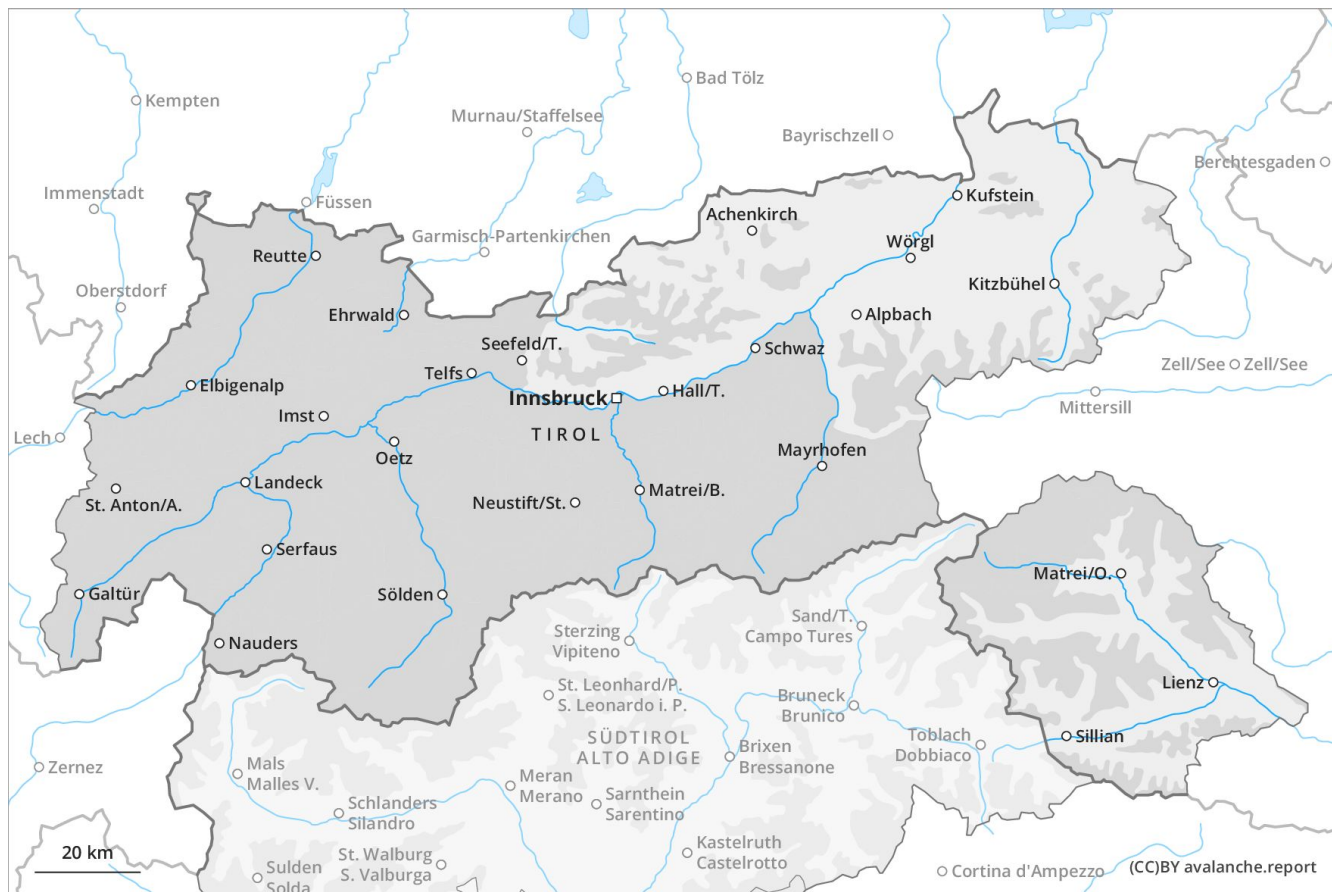 Kempten
Bad Tölz
Murnau/Staffelsee
Bayrischzell
Berchtesgaden
Immenstadt
Füssen
Kufstein
Achenkirch
Garmisch-Partenkirchen
Wörgl
Reutte
Oberstdorf
Kitzbühel
Ehrwald
Alpbach
Seefeld/T.
Schwaz
Telfs
Zell/See
Zell/See
Elbigenalp
Innsbruck
Hall/T.
Mittersill
Imst
TIROL
Lech
Oetz
Mayrhofen
Landeck
St. Anton/A.
Neustift/St.
Matrei/B.
Serfaus
Matrei/O.
Galtür
Sölden
Sand/T.
Campo Tures
Sterzing
Vipiteno
Nauders
Lienz
St. Leonhard/P.
S. Leonardo i. P.
Bruneck
Brunico
SÜDTIROL
ALTO ADIGE
Toblach
Dobbiaco
Sillian
Brixen
Bressanone
Zernez
Mals
Malles V.
Meran
Merano
Sarnthein
Sarentino
Schlanders
Silandro
Kastelruth
Castelrotto
20 km
St. Walburg
S. Valburga
Sulden
Solda
Cortina d'Ampezzo
(CC)BY avalanche.report